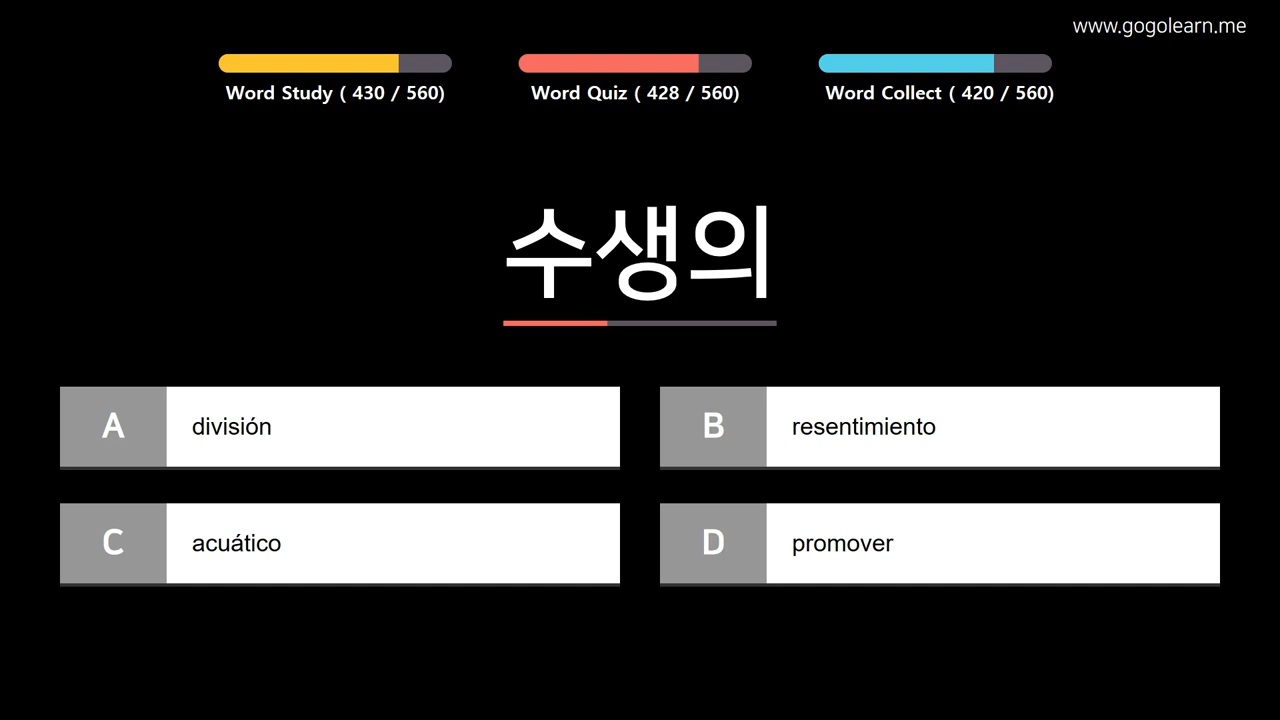 www.gogolearn.me
Word Study ( 430 / 560)
Word Quiz ( 428 / 560)
Word Collect ( 420 / 560)
수생의
A división
B resentimiento
C acuático
D promover